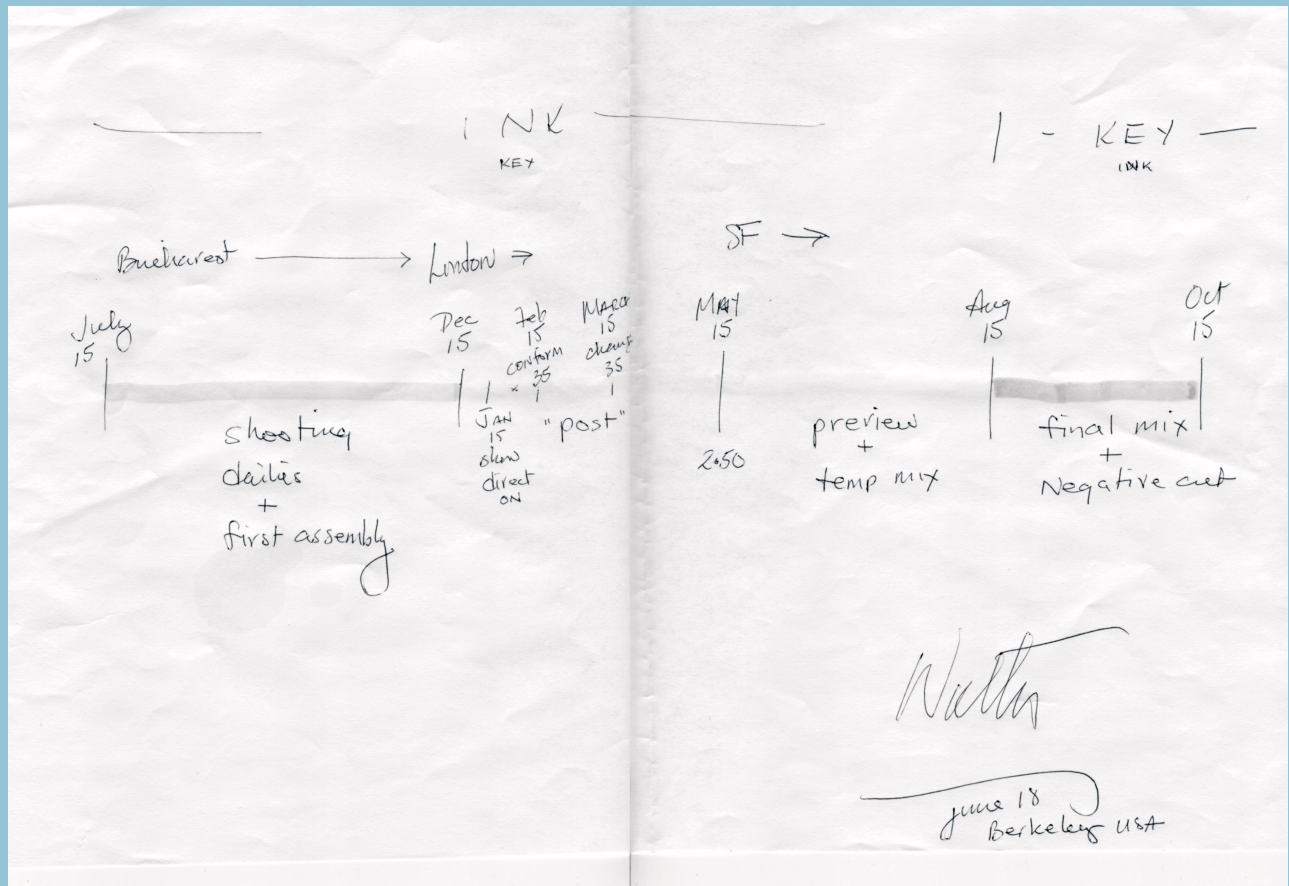 INK
KEY
I - KEY
INK
Bucharest → London →
SF →
July
15
Dec
15
Feb
15
conform
35
MARCH
15
change
35
MAY
15
Aug
15
Oct
15
JAN
15
show
direct
ON
"post"
2.50
shooting
dailies
+
first assembly
preview
+
temp mix
final mix
+
Negative cut
Walter
june 18
Berkeley USA